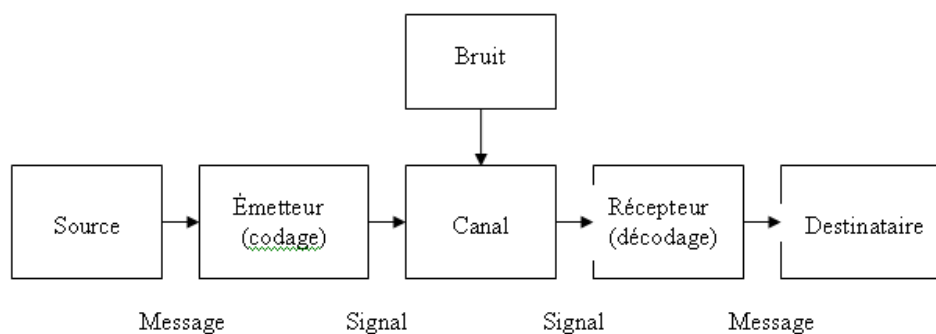 Bruit
Source
Émetteur
(codage)
Canal
Récepteur
(décodage)
Destinataire
Message
Signal
Signal
Message